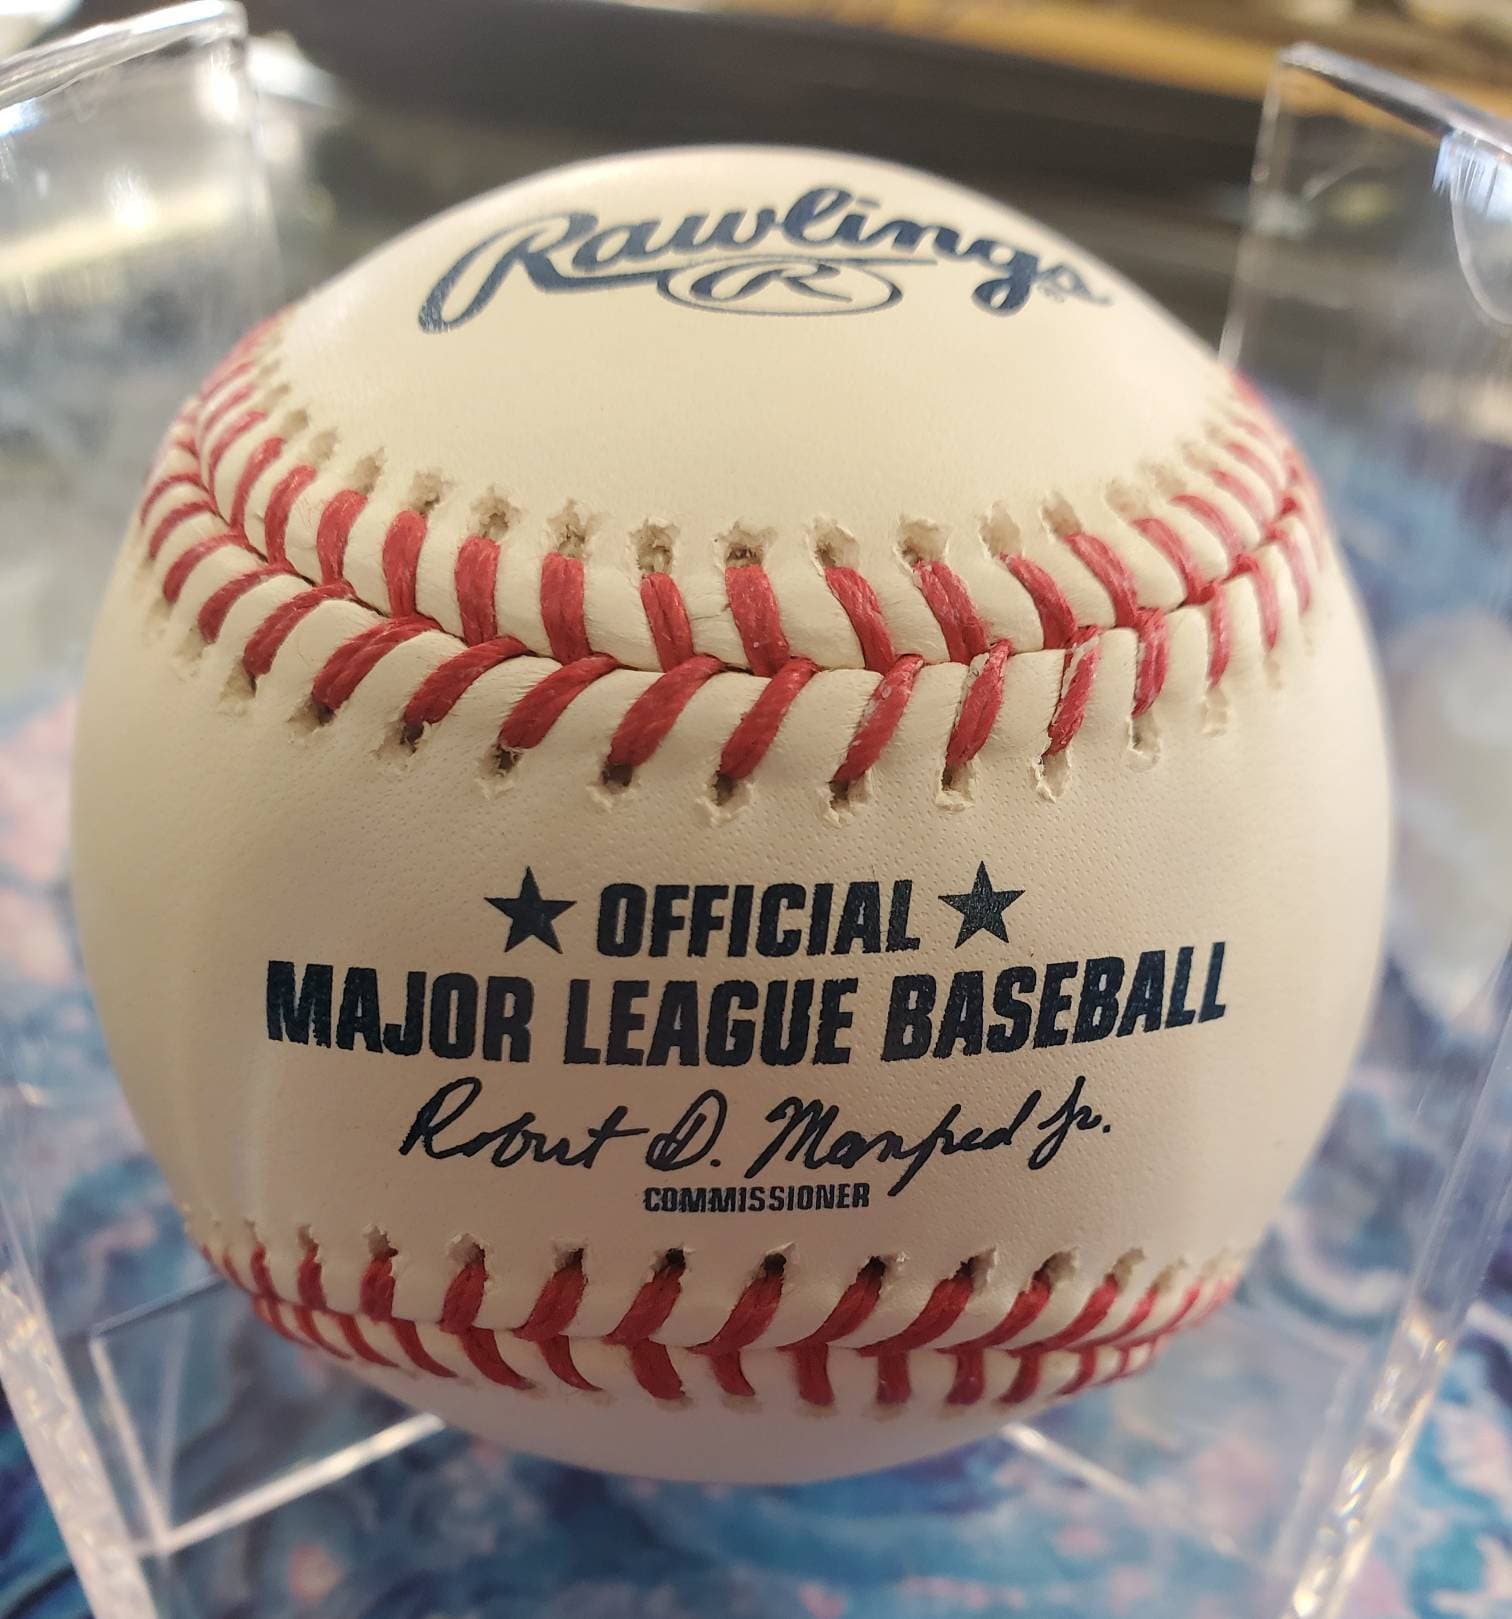 Rawlings
R
★ OFFICIAL ★
MAJOR LEAGUE BASEBALL
Robert D. Manfred Jr.
COMMISSIONER